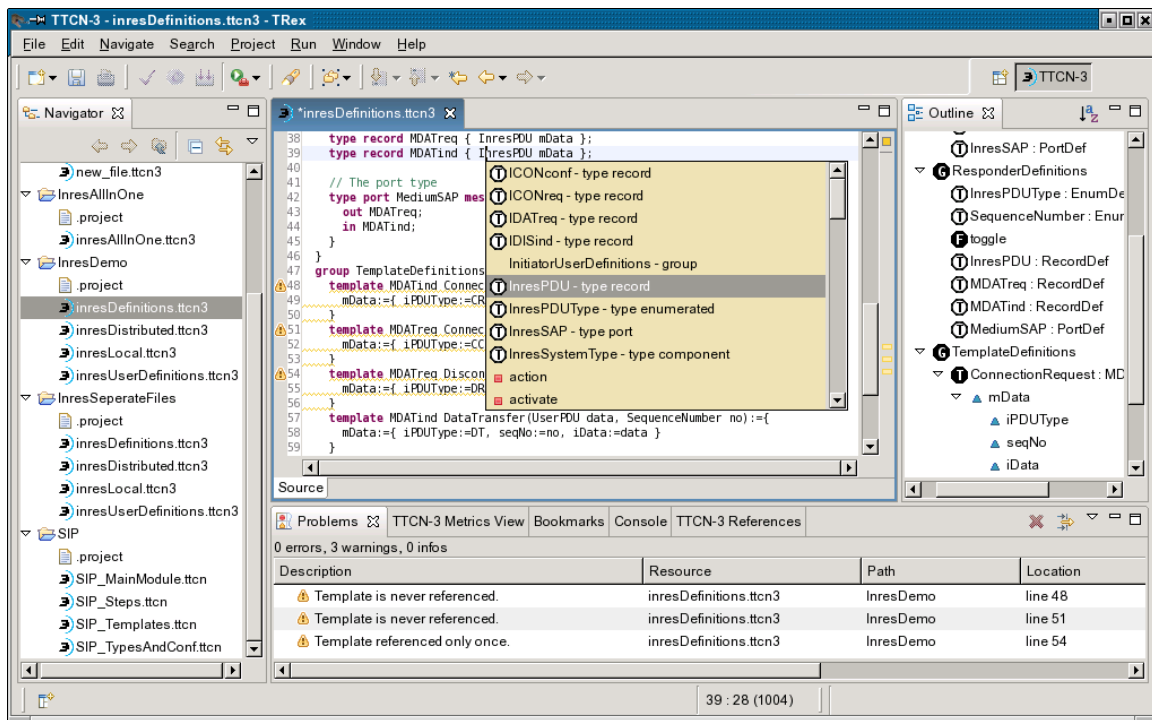 TTCN-3 - inresDefinitions.ttcn3 - TRex
File Edit Navigate Search Project Run Window Help
TTCN-3
Navigator
new_file.ttcn3
InresAllInOne
.project
inresAllInOne.ttcn3
InresDemo
.project
inresDefinitions.ttcn3
inresDistributed.ttcn3
inresLocal.ttcn3
inresUserDefinitions.ttcn3
InresSeperateFiles
.project
inresDefinitions.ttcn3
inresDistributed.ttcn3
inresLocal.ttcn3
inresUserDefinitions.ttcn3
SIP
.project
SIP_MainModule.ttcn
SIP_Steps.ttcn
SIP_Templates.ttcn
SIP_TypesAndConf.ttcn
*inresDefinitions.ttcn3
38 type record MDATreq { InresPDU mData };
39 type record MDATind { InresPDU mData };
40
41 // The port type
42 type port MediumSAP mes
43 out MDATreq;
44 in MDATind;
45 }
46 }
47 group TemplateDefinitions
48 template MDATind Connec
49 mData:={ iPDUType:=CR
50 }
51 template MDATreq Connec
52 mData:={ iPDUType:=CC
53 }
54 template MDATreq Discon
55 mData:={ iPDUType:=DR
56 }
57 template MDATind DataTransfer(UserPDU data, SequenceNumber no):={
58 mData:={ iPDUType:=DT, seqNo:=no, iData:=data }
59 }
ICONconf - type record
ICONreq - type record
IDATreq - type record
IDISind - type record
InitiatorUserDefinitions - group
InresPDU - type record
InresPDUType - type enumerated
InresSAP - type port
InresSystemType - type component
action
activate
Source
Outline
InresSAP : PortDef
ResponderDefinitions
InresPDUType : EnumDe
SequenceNumber : Enur
toggle
InresPDU : RecordDef
MDATreq : RecordDef
MDATind : RecordDef
MediumSAP : PortDef
TemplateDefinitions
ConnectionRequest : MD
mData
iPDUType
seqNo
iData
Problems TTCN-3 Metrics View Bookmarks Console TTCN-3 References
0 errors, 3 warnings, 0 infos
Description Resource Path Location
Template is never referenced. inresDefinitions.ttcn3 InresDemo line 48
Template is never referenced. inresDefinitions.ttcn3 InresDemo line 51
Template referenced only once. inresDefinitions.ttcn3 InresDemo line 54
39 : 28 (1004)